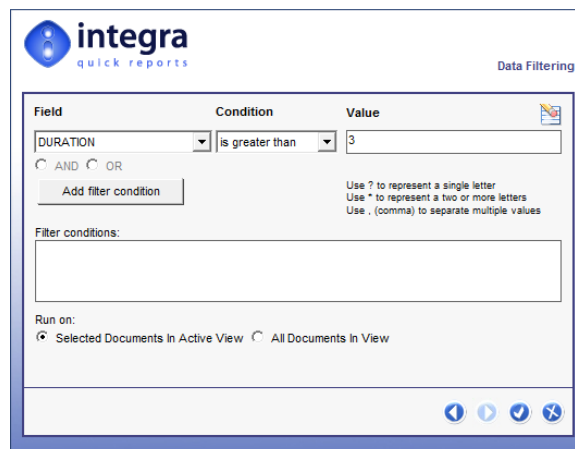 integra
quick reports
Data Filtering
Field Condition Value
DURATION is greater than 3
AND OR
Add filter condition
Use ? to represent a single letter
Use * to represent a two or more letters
Use , (comma) to separate multiple values
Filter conditions:
Run on:
Selected Documents In Active View All Documents In View